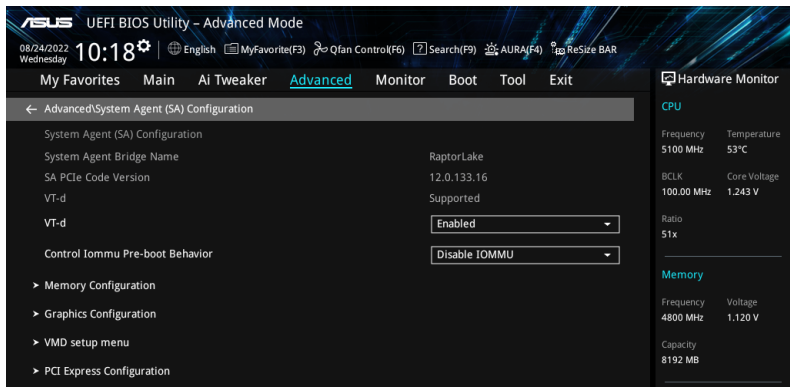 ASUS UEFI BIOS Utility – Advanced Mode
08/24/2022 Wednesday 10:18 English MyFavorite(F3) Qfan Control(F6) ? Search(F9) AURA(F4) ReSize BAR
My Favorites Main Ai Tweaker Advanced Monitor Boot Tool Exit
← Advanced\System Agent (SA) Configuration
System Agent (SA) Configuration
System Agent Bridge Name RaptorLake
SA PCIe Code Version 12.0.133.16
VT-d Supported
VT-d Enabled
Control Iommu Pre-boot Behavior Disable IOMMU
> Memory Configuration
> Graphics Configuration
> VMD setup menu
> PCI Express Configuration
Hardware Monitor
CPU
Frequency Temperature
5100 MHz 53°C
BCLK Core Voltage
100.00 MHz 1.243 V
Ratio
51x
Memory
Frequency Voltage
4800 MHz 1.120 V
Capacity
8192 MB